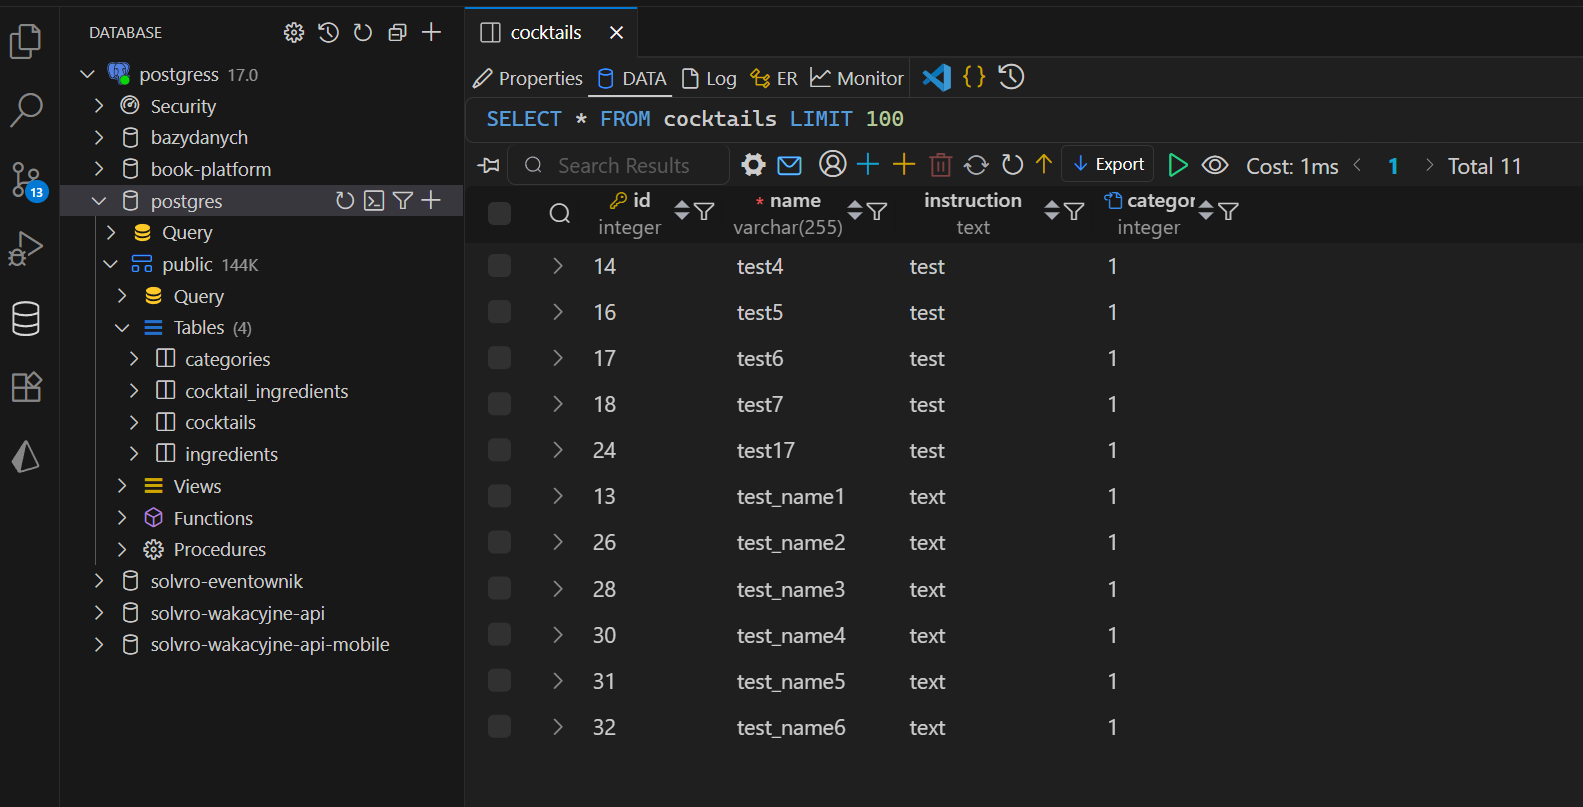 DATABASE
postgress 17.0
Security
bazydanych
book-platform
postgres
Query
public 144K
Query
Tables (4)
categories
cocktail_ingredients
cocktails
ingredients
Views
Functions
Procedures
solvro-eventownik
solvro-wakacyjne-api
solvro-wakacyjne-api-mobile
13
cocktails
Properties DATA Log ER Monitor
SELECT * FROM cocktails LIMIT 100
Search Results Export Cost: 1ms 1 Total 11
id * name instruction categor
integer varchar(255) text integer
14 test4 test 1
16 test5 test 1
17 test6 test 1
18 test7 test 1
24 test17 test 1
13 test_name1 text 1
26 test_name2 text 1
28 test_name3 text 1
30 test_name4 text 1
31 test_name5 text 1
32 test_name6 text 1